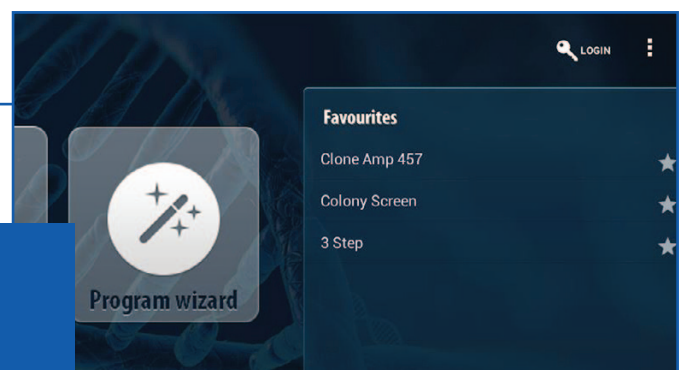 LOGIN
Favourites
Clone Amp 457
Colony Screen
3 Step
Program wizard